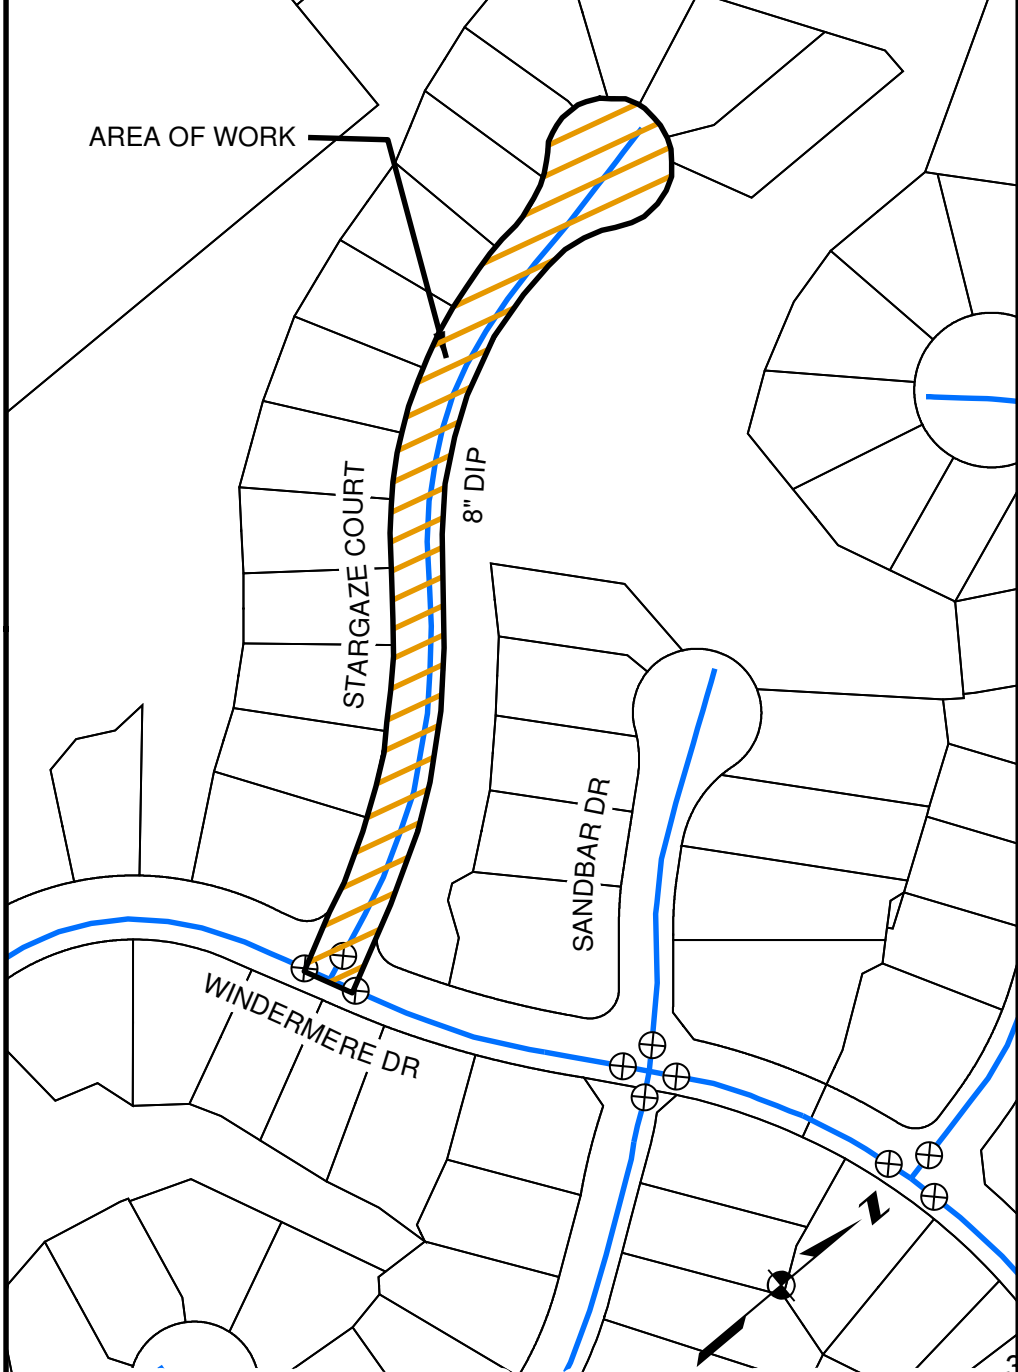 AREA OF WORK
8" DIP
STARGAZE COURT
SANDBAR DR
WINDERMERE DR
N